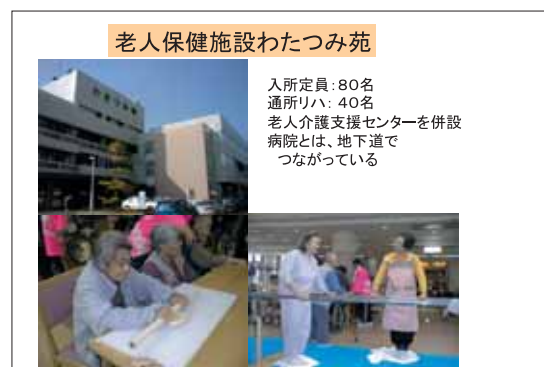 老人保健施設わたつみ苑
入所定員：80名
通所リハ：40名
老人介護支援センターを併設
病院とは、地下道で
つながっている